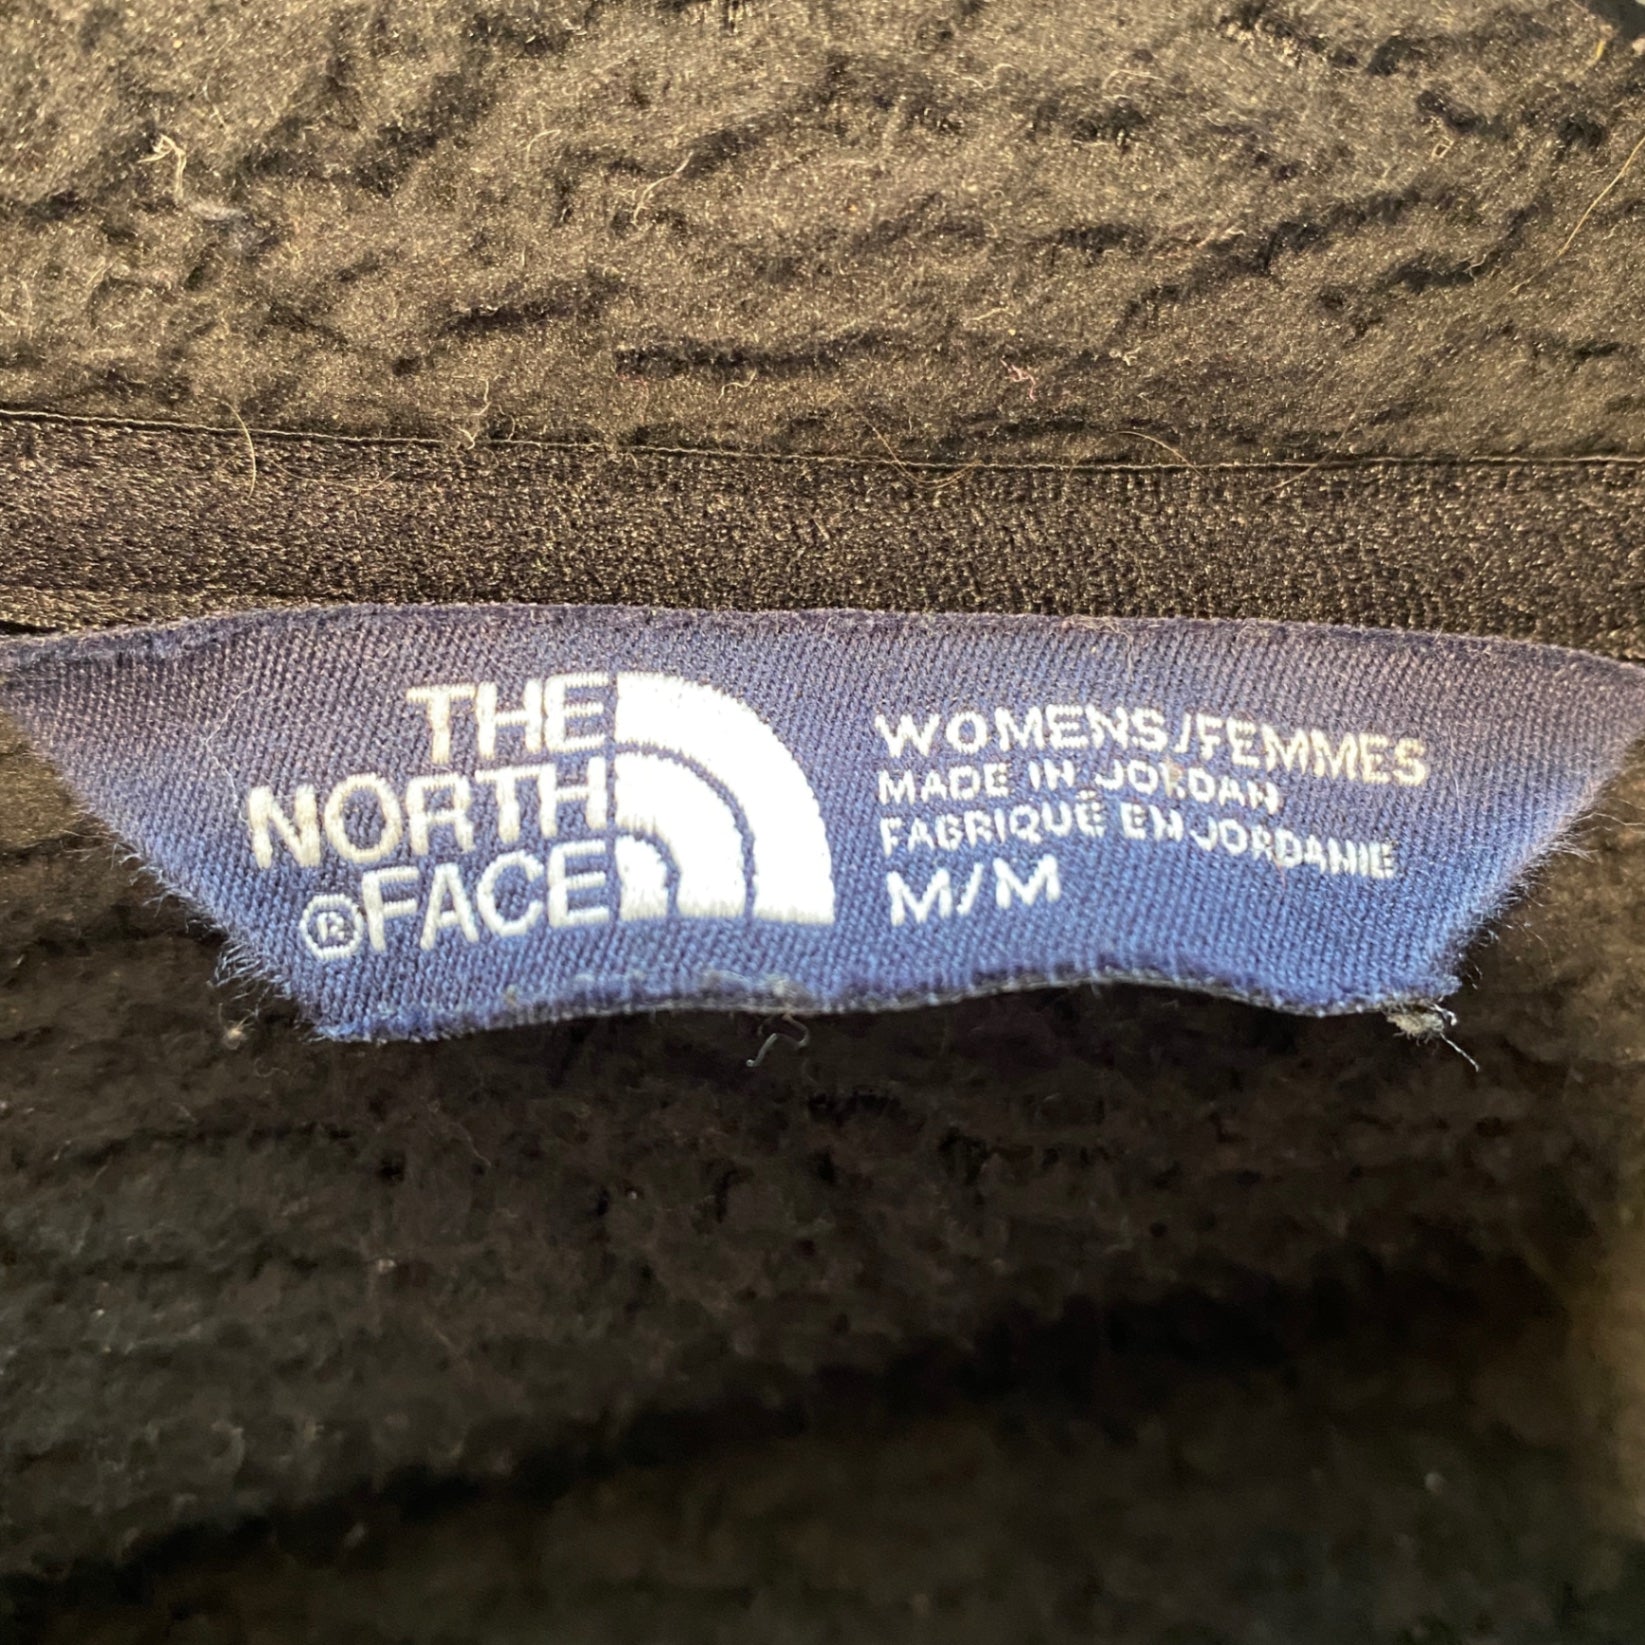 THE
NORTH
®FACE
WOMENS/FEMMES
MADE IN JORDAN
FABRIQUÉ EN JORDANIE
M/M